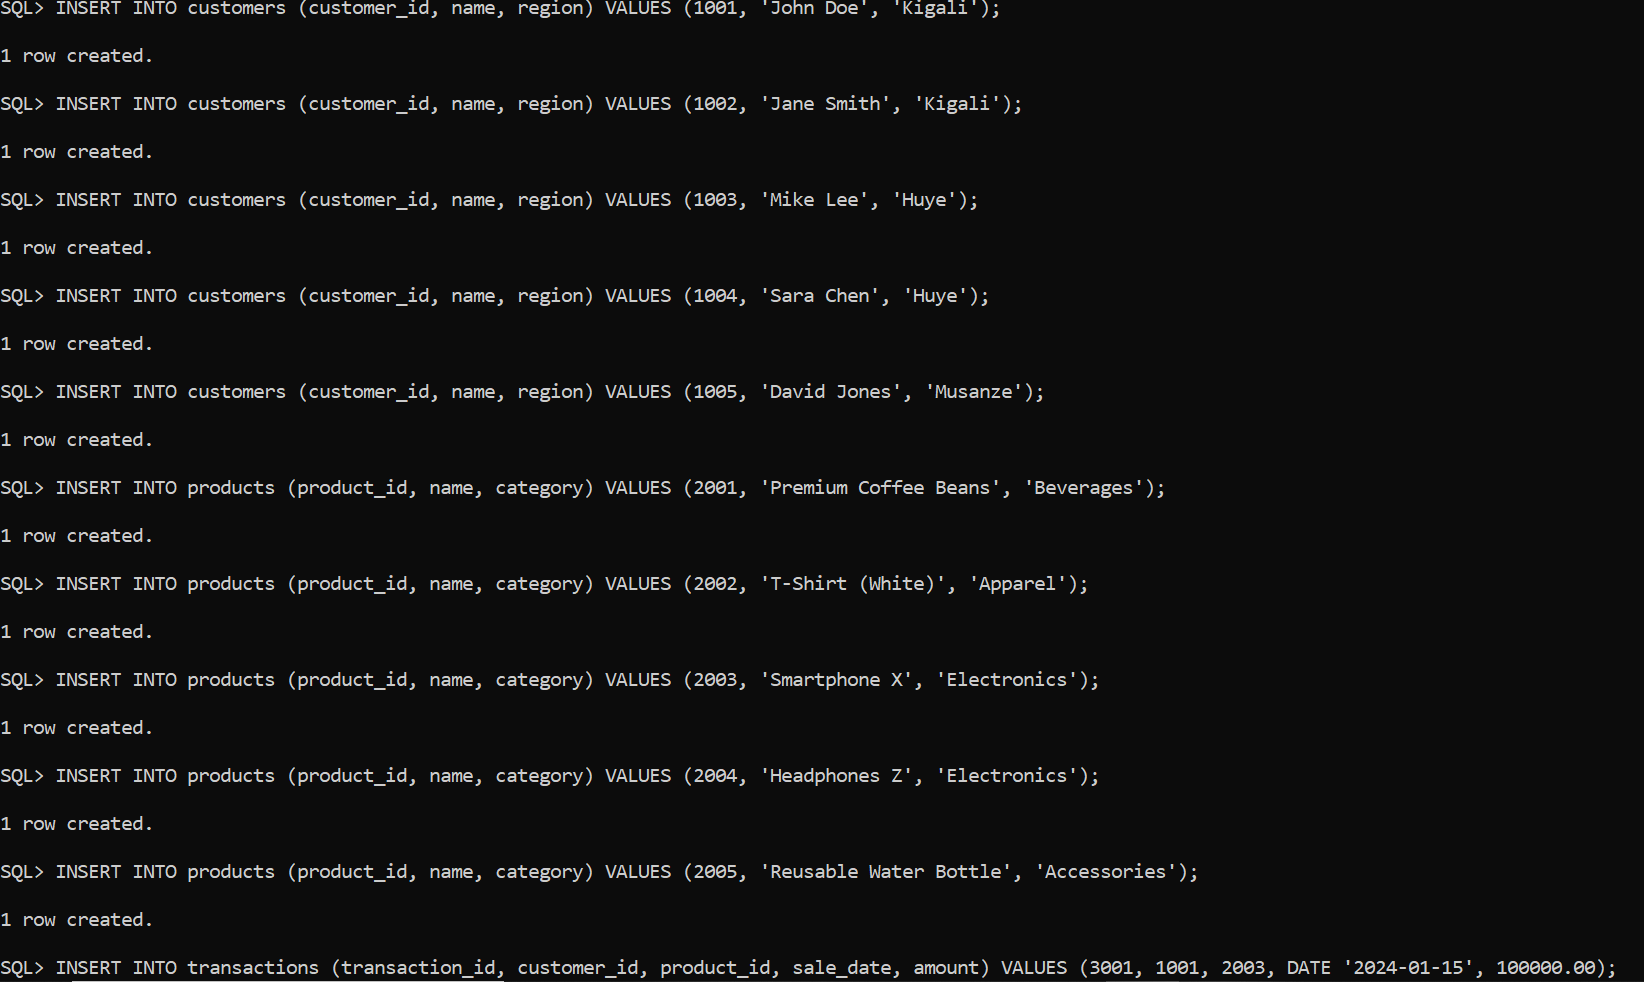 SQL> INSERT INTO customers (customer_id, name, region) VALUES (1001, 'John Doe', 'Kigali');
1 row created.
SQL> INSERT INTO customers (customer_id, name, region) VALUES (1002, 'Jane Smith', 'Kigali');
1 row created.
SQL> INSERT INTO customers (customer_id, name, region) VALUES (1003, 'Mike Lee', 'Huye');
1 row created.
SQL> INSERT INTO customers (customer_id, name, region) VALUES (1004, 'Sara Chen', 'Huye');
1 row created.
SQL> INSERT INTO customers (customer_id, name, region) VALUES (1005, 'David Jones', 'Musanze');
1 row created.
SQL> INSERT INTO products (product_id, name, category) VALUES (2001, 'Premium Coffee Beans', 'Beverages');
1 row created.
SQL> INSERT INTO products (product_id, name, category) VALUES (2002, 'T-Shirt (White)', 'Apparel');
1 row created.
SQL> INSERT INTO products (product_id, name, category) VALUES (2003, 'Smartphone X', 'Electronics');
1 row created.
SQL> INSERT INTO products (product_id, name, category) VALUES (2004, 'Headphones Z', 'Electronics');
1 row created.
SQL> INSERT INTO products (product_id, name, category) VALUES (2005, 'Reusable Water Bottle', 'Accessories');
1 row created.
SQL> INSERT INTO transactions (transaction_id, customer_id, product_id, sale_date, amount) VALUES (3001, 1001, 2003, DATE '2024-01-15', 100000.00);